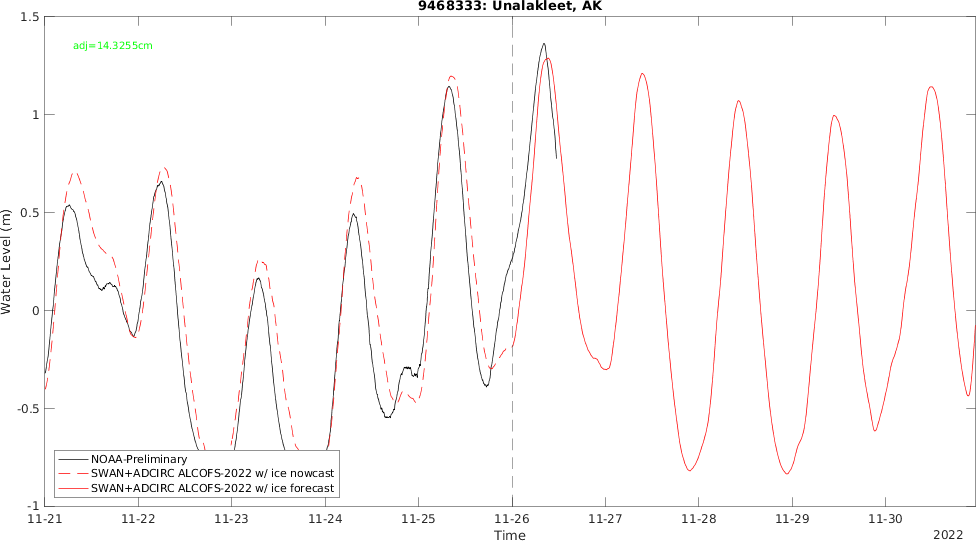 9468333: Unalakleet, AK
adj=14.3255cm
Water Level (m)
1.5
1
0.5
0
-0.5
-1
NOAA-Preliminary
SWAN+ADCIRC ALCOFS-2022 w/ ice nowcast
SWAN+ADCIRC ALCOFS-2022 w/ ice forecast
11-21 11-22 11-23 11-24 11-25 11-26 11-27 11-28 11-29 11-30
Time
2022